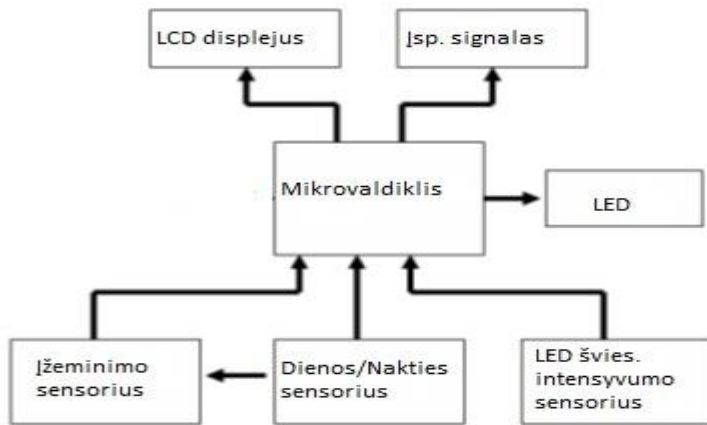 LCD displejus
Įsp. signalas
Mikrovaldiklis
LED
Įžeminimo
sensorius
Dienos/Nakties
sensorius
LED švies.
intensyvumo
sensorius